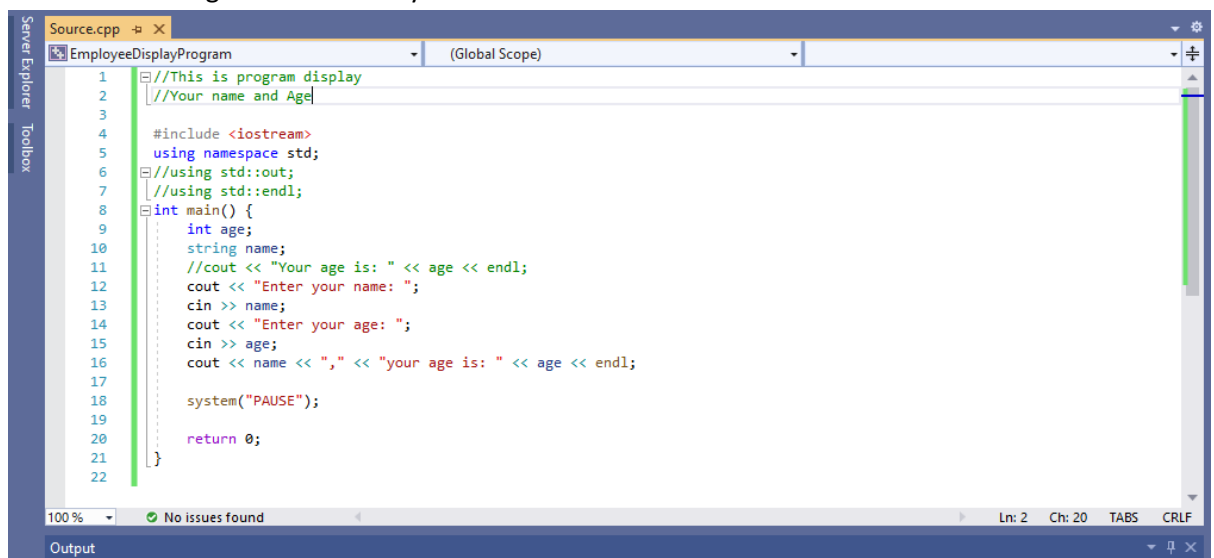 Server Explorer
Toolbox
Source.cpp
EmployeeDisplayProgram (Global Scope)
1 //This is program display
2 //Your name and Age
3
4 #include <iostream>
5 using namespace std;
6 //using std::out;
7 //using std::endl;
8 int main() {
9 int age;
10 string name;
11 //cout << "Your age is: " << age << endl;
12 cout << "Enter your name: ";
13 cin >> name;
14 cout << "Enter your age: ";
15 cin >> age;
16 cout << name << "," << "your age is: " << age << endl;
17
18 system("PAUSE");
19
20 return 0;
21 }
22
100 % No issues found Ln: 2 Ch: 20 TABS CRLF
Output